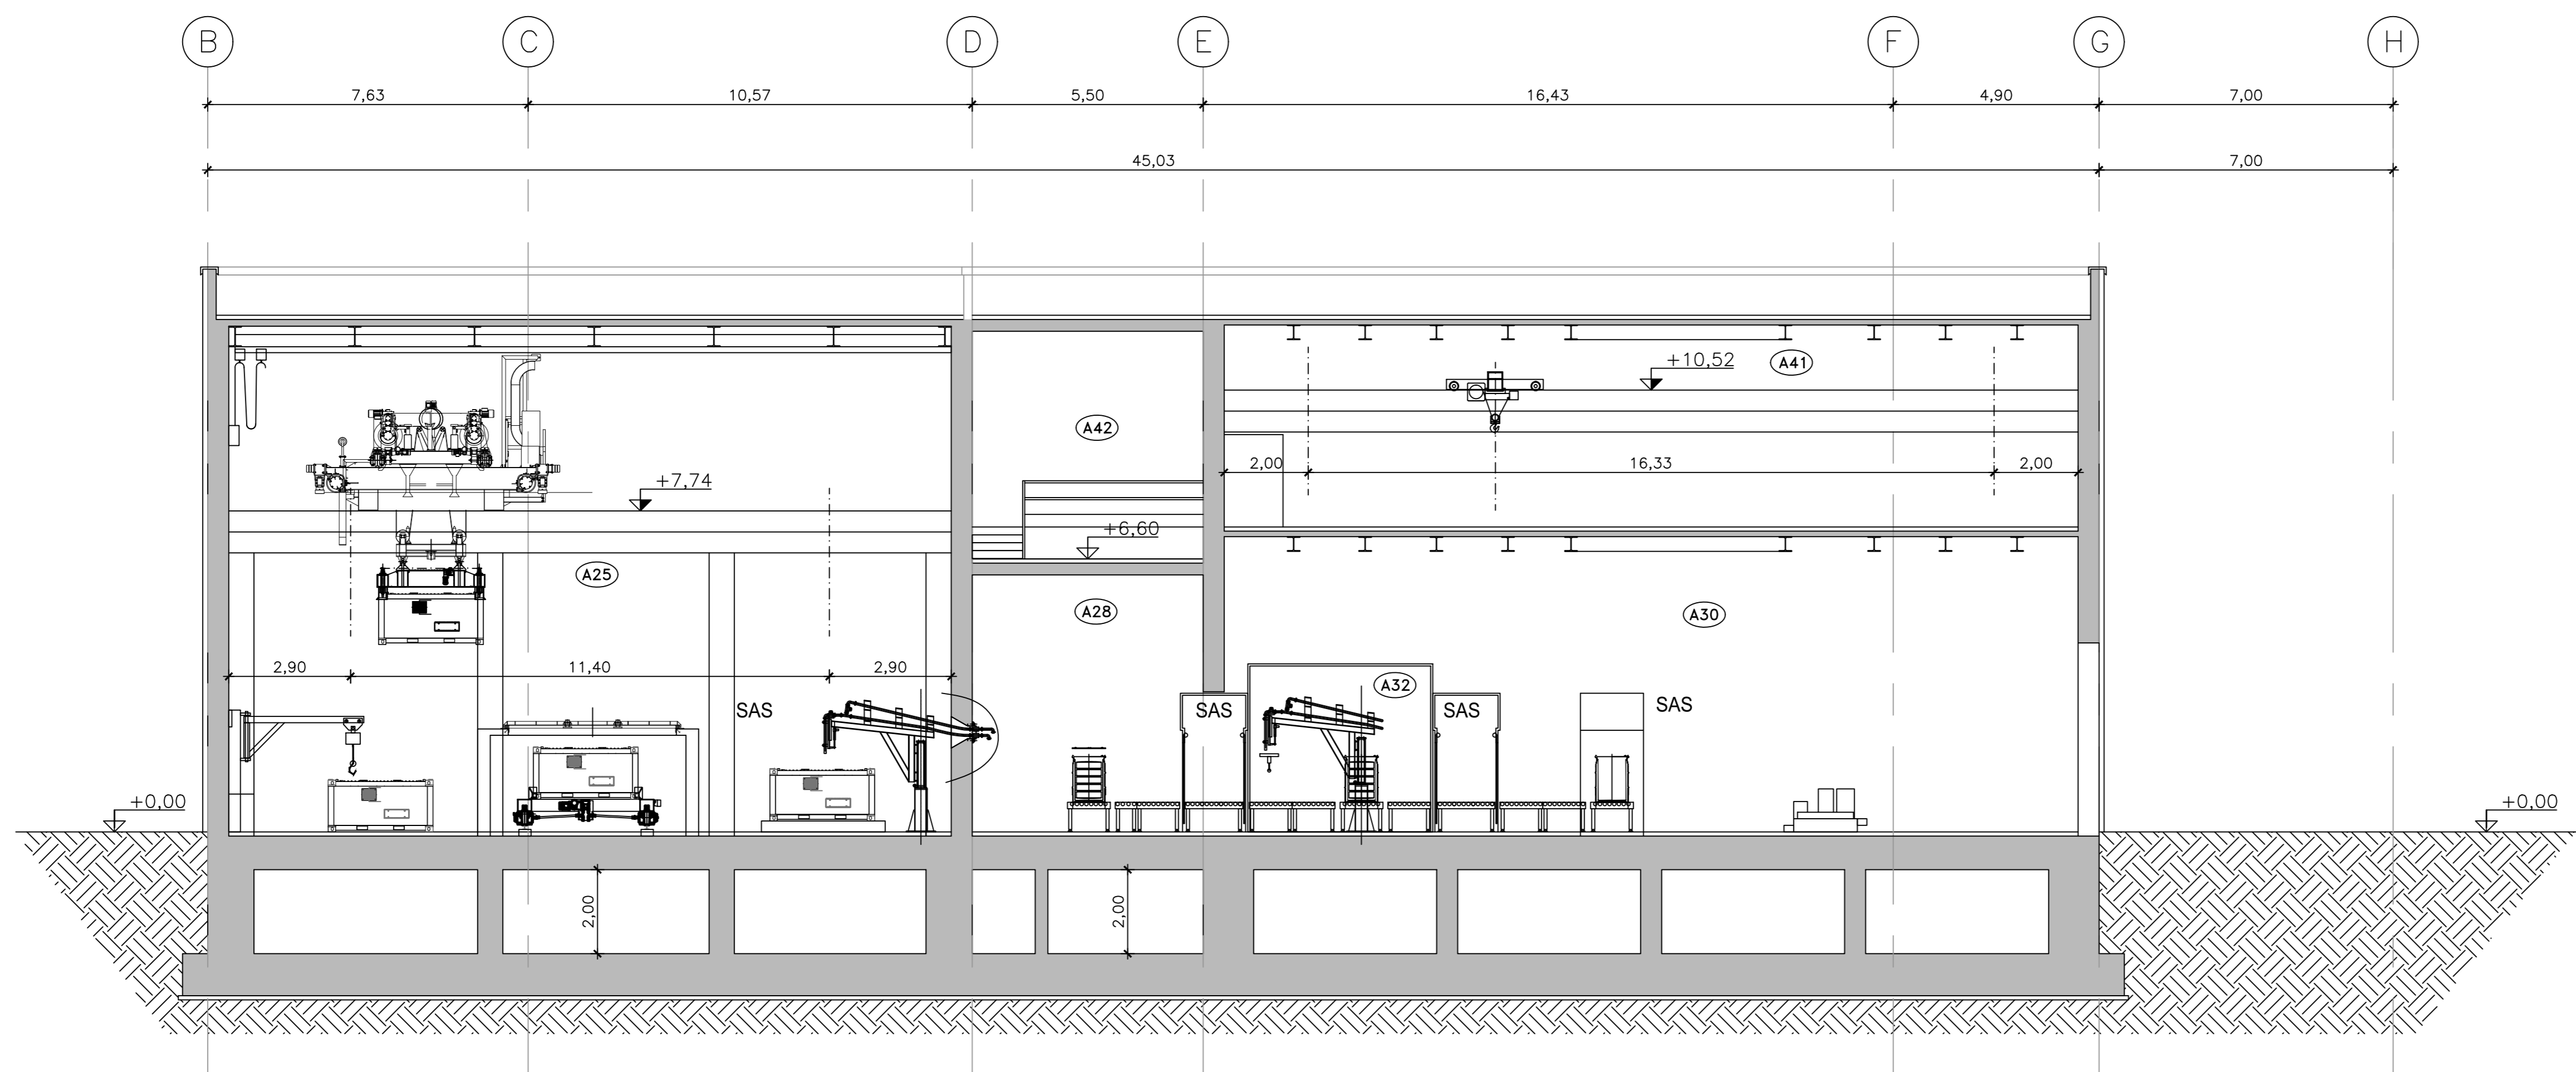 B C D E F G H
7,63 10,57 5,50 16,43 4,90 7,00
45,03 7,00
+10,52 A41
A42
2,00 16,33 2,00
+7,74
+6,60
A25
A28 A30
2,90 11,40 2,90
A32
SAS SAS SAS SAS
+0,00 +0,00
2,00 2,00